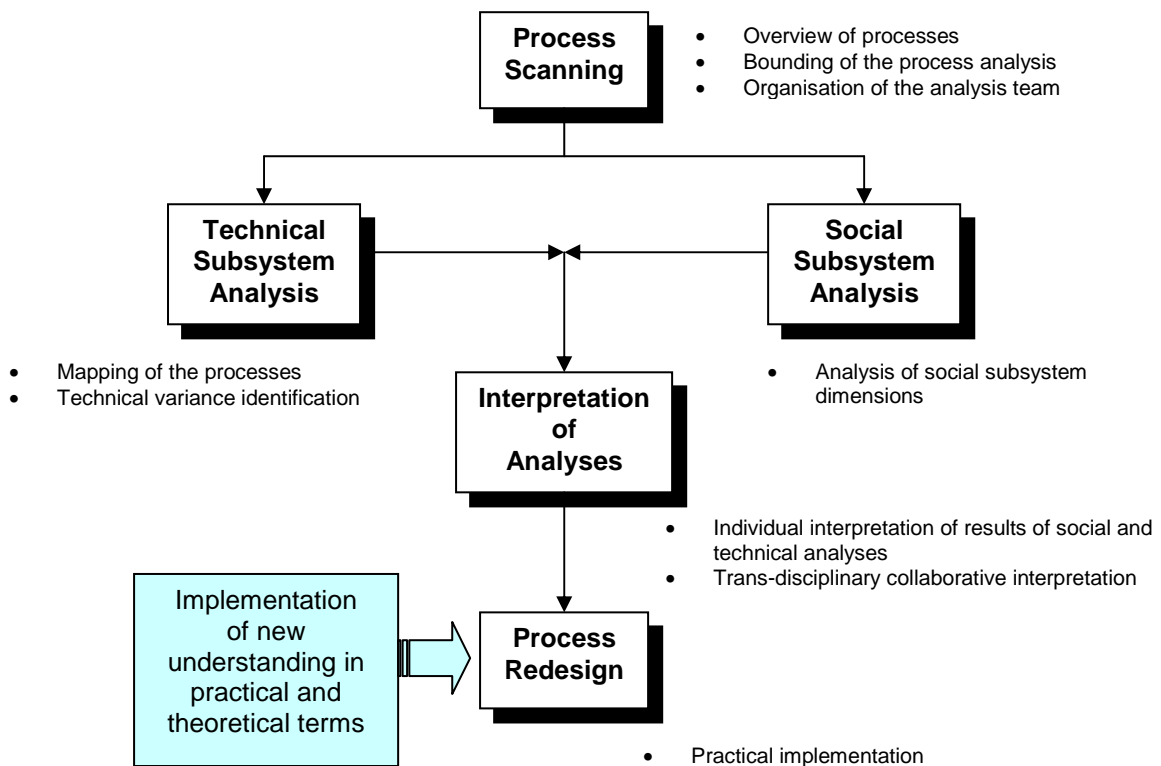 Process
Scanning
• Overview of processes
• Bounding of the process analysis
• Organisation of the analysis team
Technical
Subsystem
Analysis
Social
Subsystem
Analysis
• Mapping of the processes
• Technical variance identification
• Analysis of social subsystem
dimensions
Interpretation
of
Analyses
• Individual interpretation of results of social and
technical analyses
• Trans-disciplinary collaborative interpretation
Implementation
of new
understanding in
practical and
theoretical terms
Process
Redesign
• Practical implementation